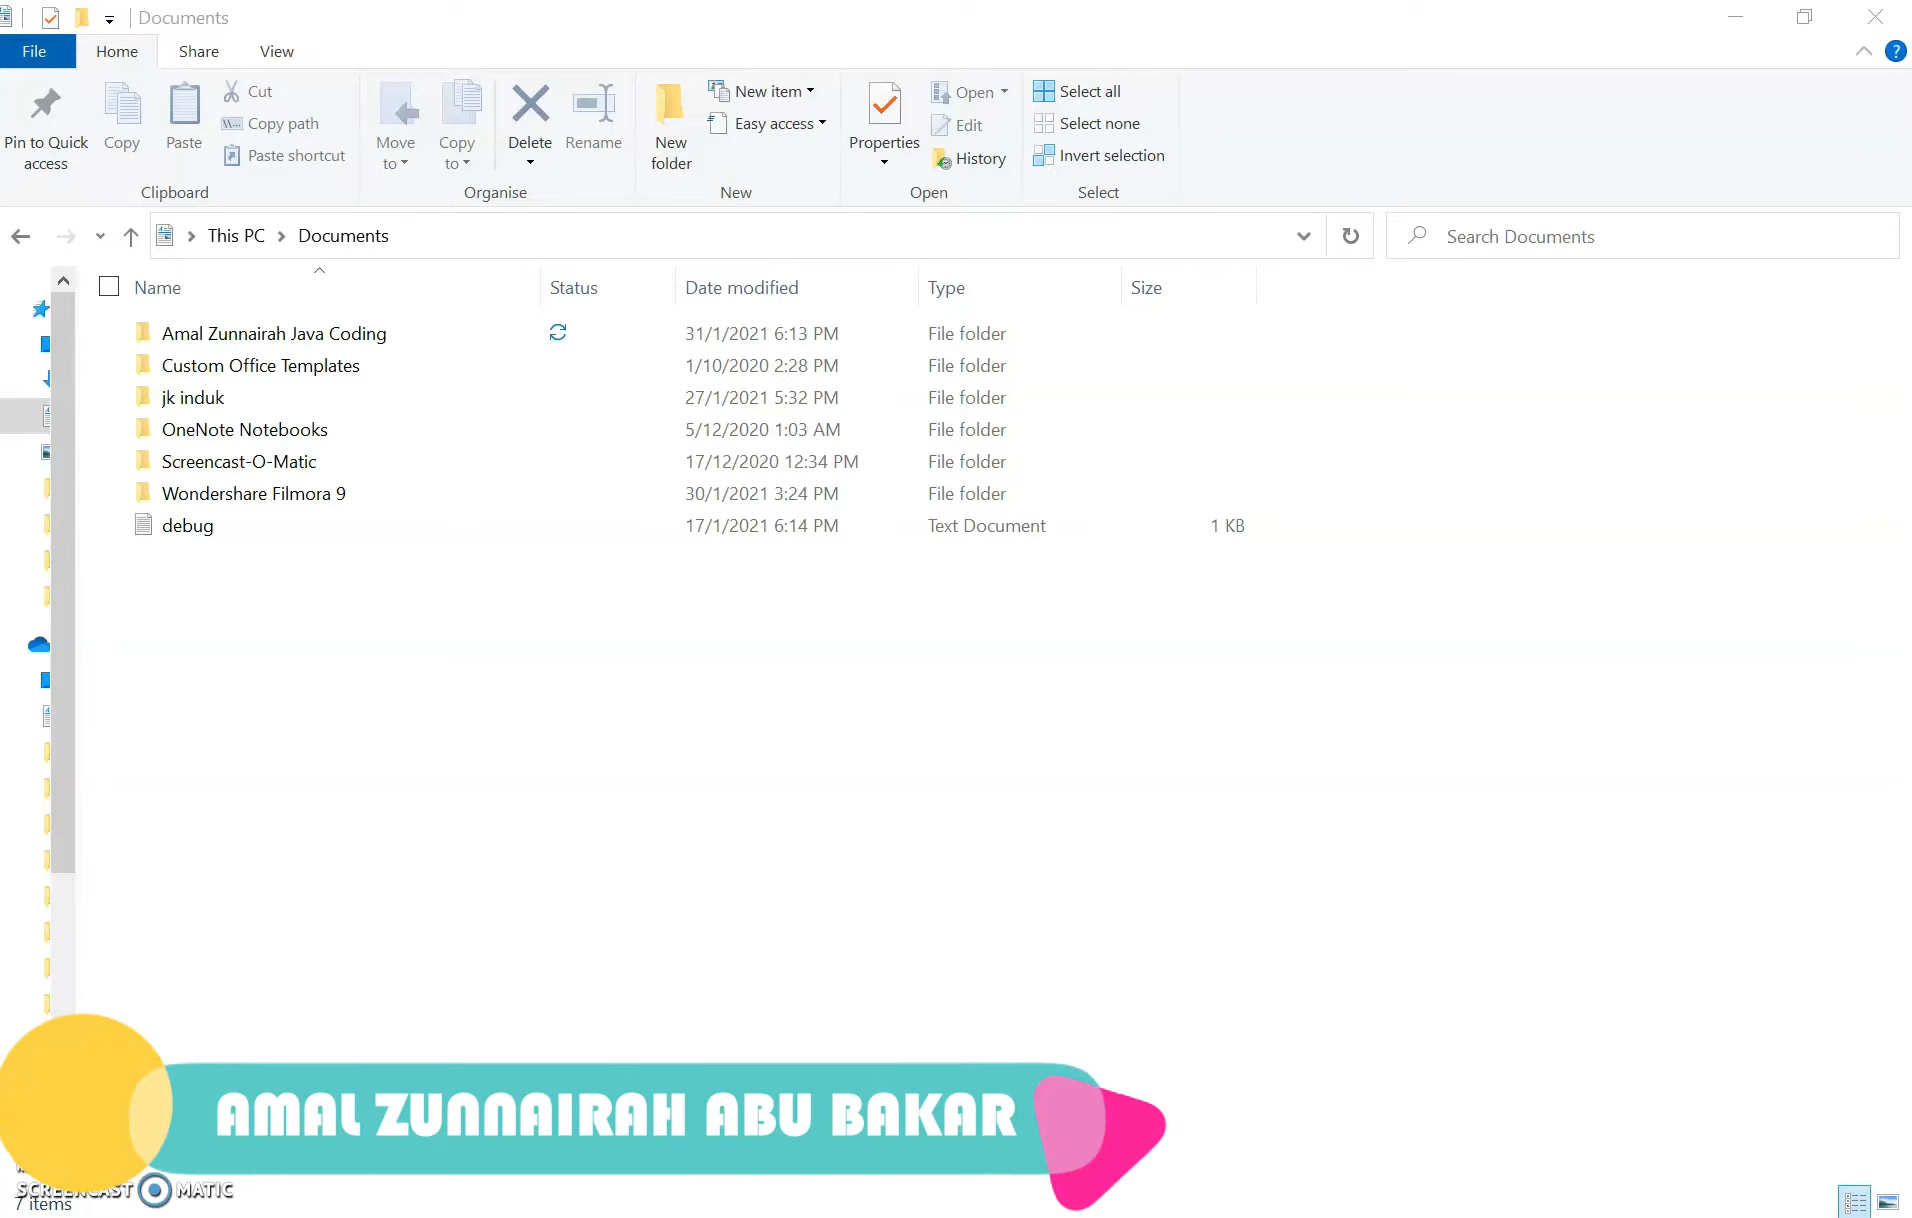 Documents
File Home Share View
Pin to Quick access
Copy
Paste
Cut
Copy path
Paste shortcut
Clipboard
Move to
Copy to
Delete
Rename
Organise
New folder
New item
Easy access
New
Properties
Open
Edit
History
Open
Select all
Select none
Invert selection
Select
This PC > Documents
Search Documents
Name Status Date modified Type Size
Amal Zunnairah Java Coding 31/1/2021 6:13 PM File folder
Custom Office Templates 1/10/2020 2:28 PM File folder
jk induk 27/1/2021 5:32 PM File folder
OneNote Notebooks 5/12/2020 1:03 AM File folder
Screencast-O-Matic 17/12/2020 12:34 PM File folder
Wondershare Filmora 9 30/1/2021 3:24 PM File folder
debug 17/1/2021 6:14 PM Text Document 1 KB
AMAL ZUNNAIRAH ABU BAKAR
SCREENCAST O MATIC
7 items